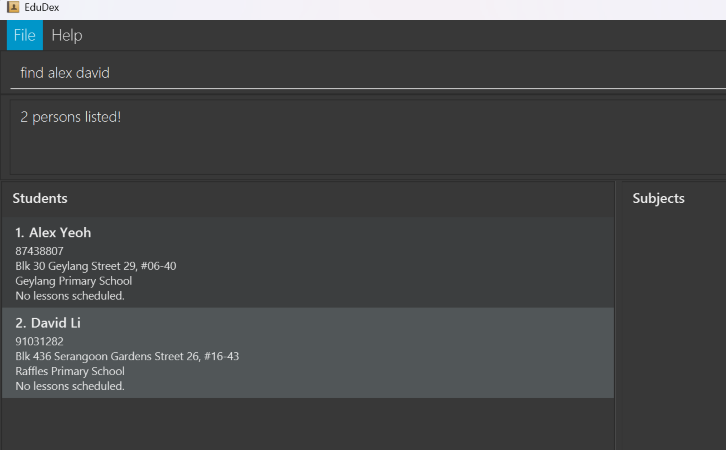 EduDex
File Help
find alex david
2 persons listed!
Students
1. Alex Yeoh
87438807
Blk 30 Geylang Street 29, #06-40
Geylang Primary School
No lessons scheduled.
2. David Li
91031282
Blk 436 Serangoon Gardens Street 26, #16-43
Raffles Primary School
No lessons scheduled.
Subjects